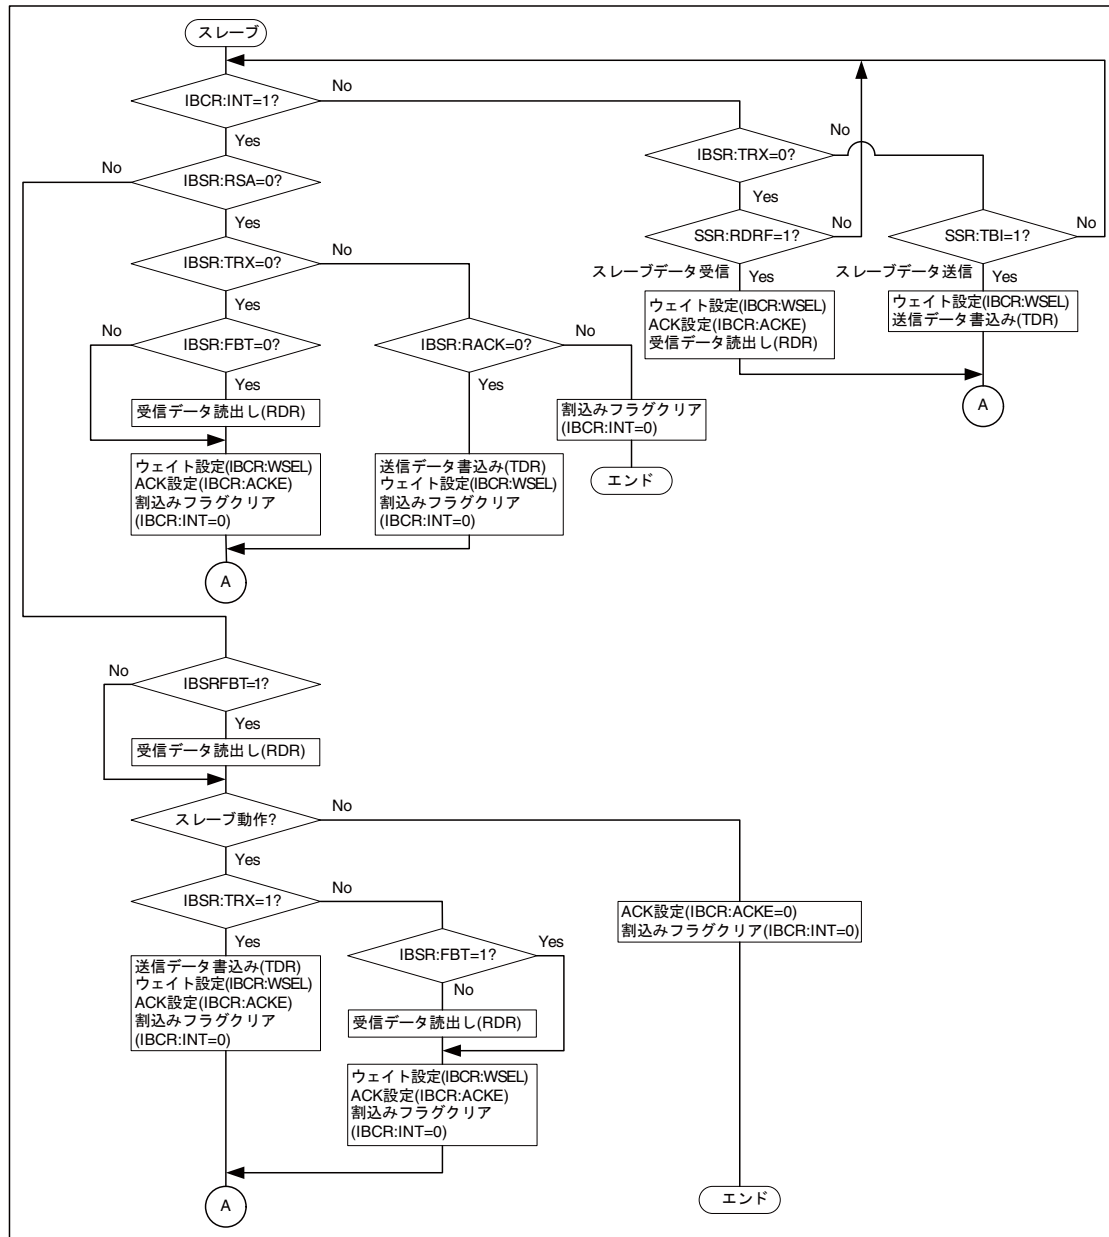 スレーブ
IBCR:INT=1?
No
Yes
IBSR:RSA=0?
No
Yes
IBSR:TRX=0?
No
Yes
IBSR:FBT=0?
No
Yes
受信データ読出し(RDR)
ウェイト設定(IBCR:WSEL)
ACK設定(IBCR:ACKE)
割込みフラグクリア
(IBCR:INT=0)
A
IBSR:RACK=0?
No
Yes
送信データ書込み(TDR)
ウェイト設定(IBCR:WSEL)
割込みフラグクリア
(IBCR:INT=0)
割込みフラグクリア
(IBCR:INT=0)
エンド
IBSR:TRX=0?
No
Yes
SSR:RDRF=1?
No
Yes
スレーブデータ受信
ウェイト設定(IBCR:WSEL)
ACK設定(IBCR:ACKE)
受信データ読出し(RDR)
SSR:TBI=1?
No
Yes
スレーブデータ送信
ウェイト設定(IBCR:WSEL)
送信データ書込み(TDR)
A
IBSRFBT=1?
No
Yes
受信データ読出し(RDR)
スレーブ動作?
No
Yes
IBSR:TRX=1?
No
Yes
送信データ書込み(TDR)
ウェイト設定(IBCR:WSEL)
ACK設定(IBCR:ACKE)
割込みフラグクリア
(IBCR:INT=0)
IBSR:FBT=1?
Yes
No
受信データ読出し(RDR)
ウェイト設定(IBCR:WSEL)
ACK設定(IBCR:ACKE)
割込みフラグクリア
(IBCR:INT=0)
A
ACK設定(IBCR:ACKE=0)
割込みフラグクリア(IBCR:INT=0)
エンド